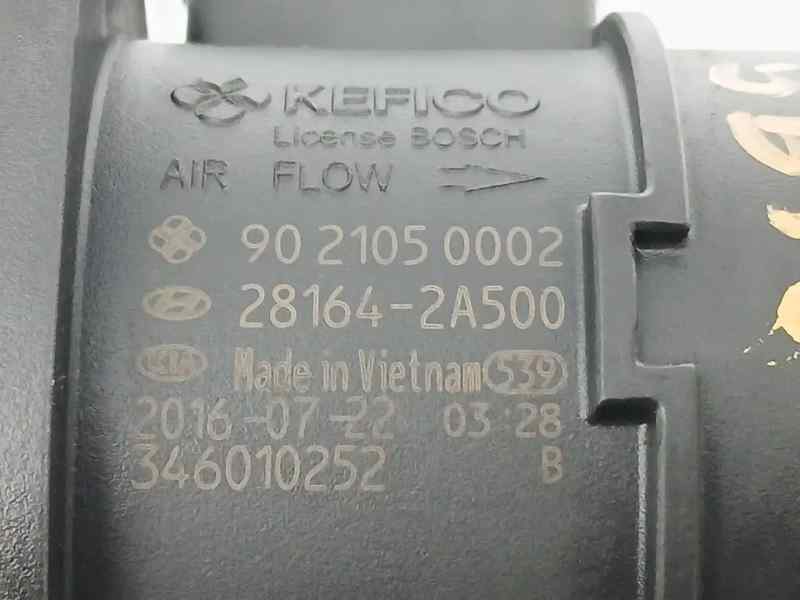 KEFICO
License BOSCH
AIR FLOW
90 2105 0002
28164-2A500
KIA Made in Vietnam 539
2016-07-22 03:28
346010252 B